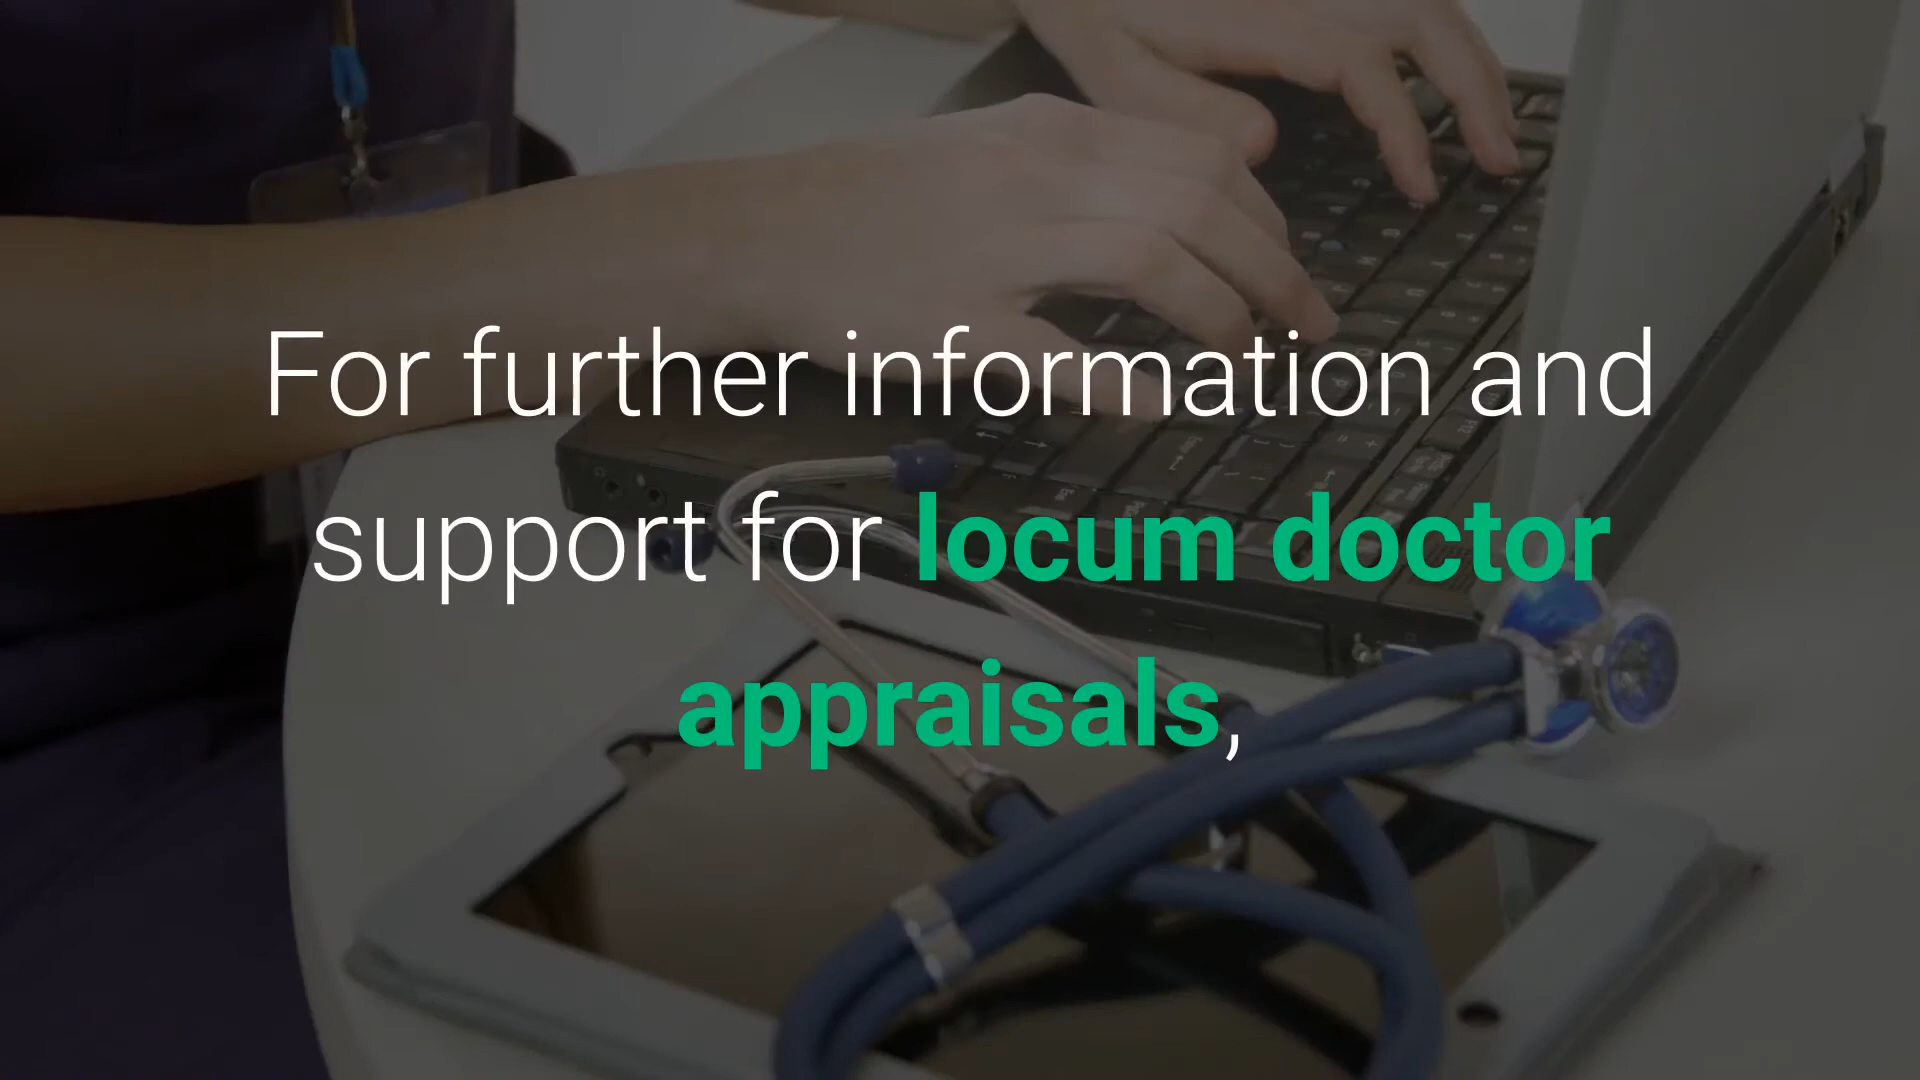 For further information and
support for locum doctor
appraisals,